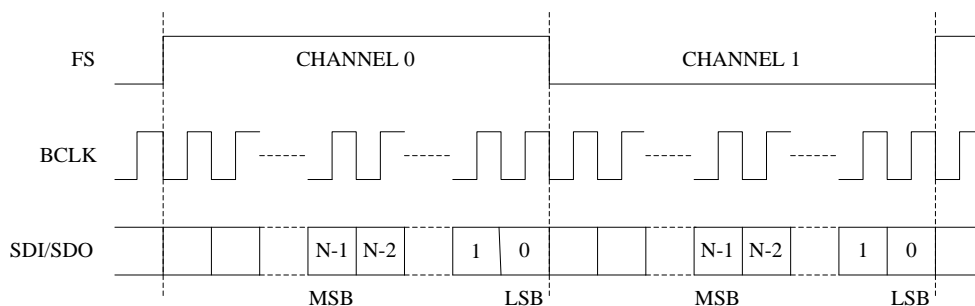 FS CHANNEL 0 CHANNEL 1
BCLK
SDI/SDO N-1 N-2 1 0 N-1 N-2 1 0
MSB LSB MSB LSB